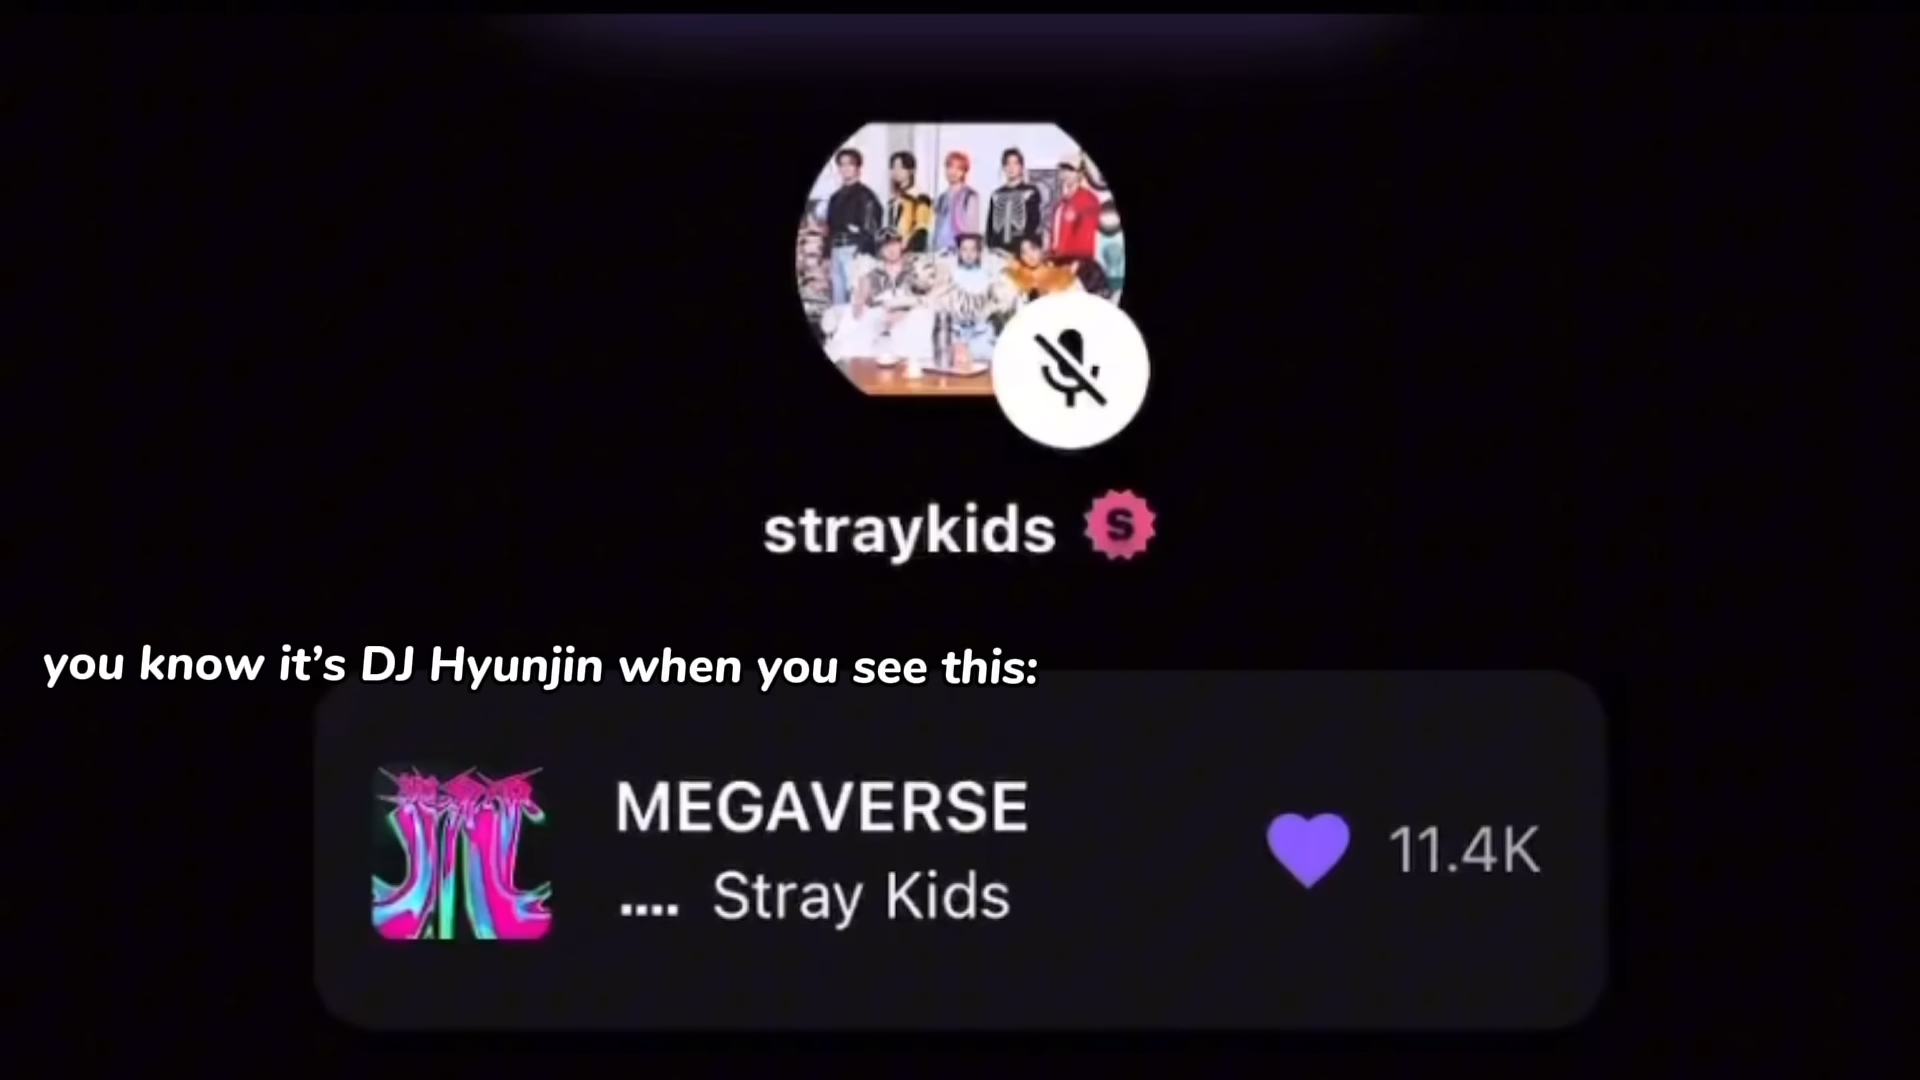 straykids
S
you know it’s DJ Hyunjin when you see this:
MEGAVERSE
11.4K
Stray Kids